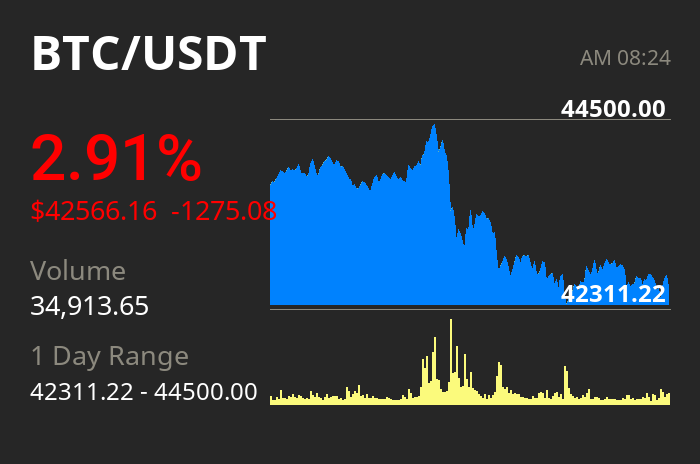 BTC/USDT
AM 08:24
44500.00
2.91%
$42566.16 -1275.08
Volume
34,913.65
42311.22
1 Day Range
42311.22 - 44500.00